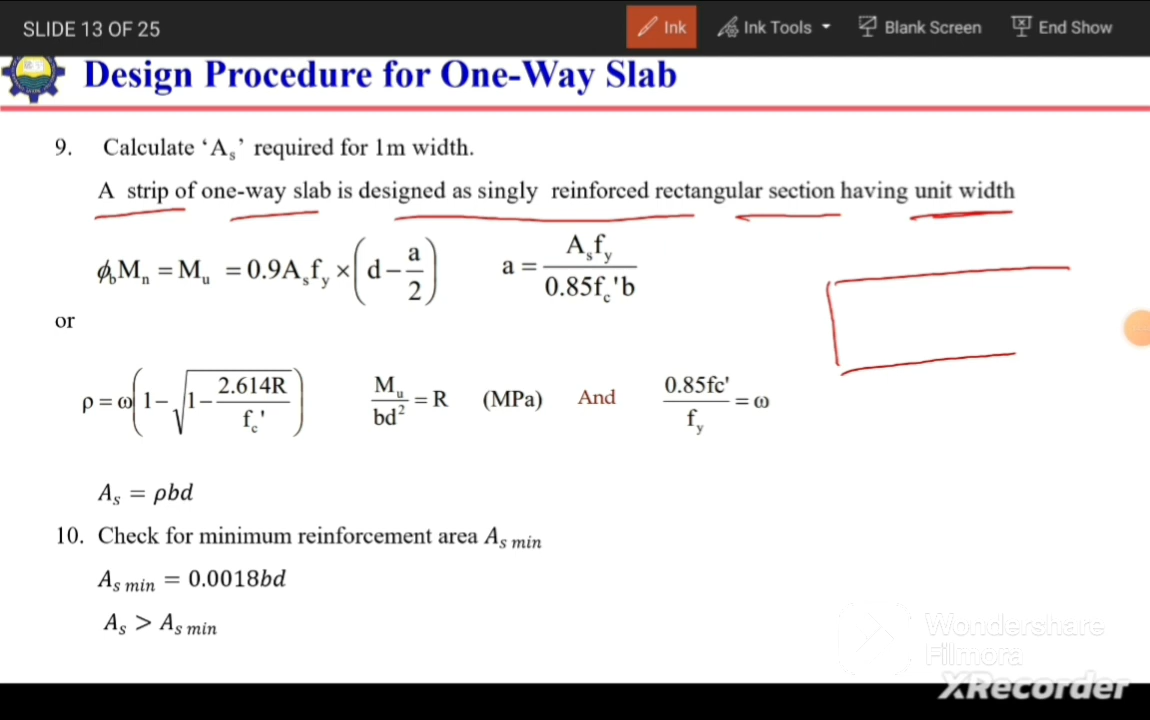 SLIDE 13 OF 25 Ink Ink Tools Blank Screen End Show
Design Procedure for One-Way Slab
9. Calculate ‘Aₛ’ required for 1m width.
A strip of one-way slab is designed as singly reinforced rectangular section having unit width
ϕbMn = Mu = 0.9Aₛfy × (d − a/2) a = Aₛfy / 0.85fc'b
or
ρ = ω(1 − √(1 − 2.614R/fc')) Mu/bd² = R (MPa) And 0.85fc'/fy = ω
Aₛ = ρbd
10. Check for minimum reinforcement area Aₛ min
Aₛ min = 0.0018bd
Aₛ > Aₛ min
Wondershare
Filmora
XRecorder